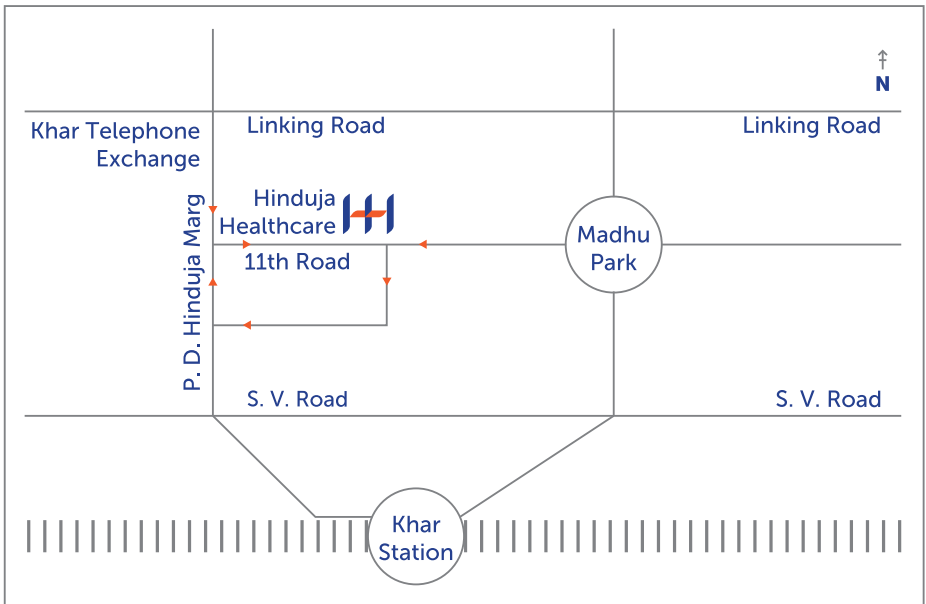 N
Khar Telephone
Exchange
Linking Road
Linking Road
Hinduja
Healthcare
P. D. Hinduja Marg
Madhu
Park
11th Road
S. V. Road
S. V. Road
Khar
Station